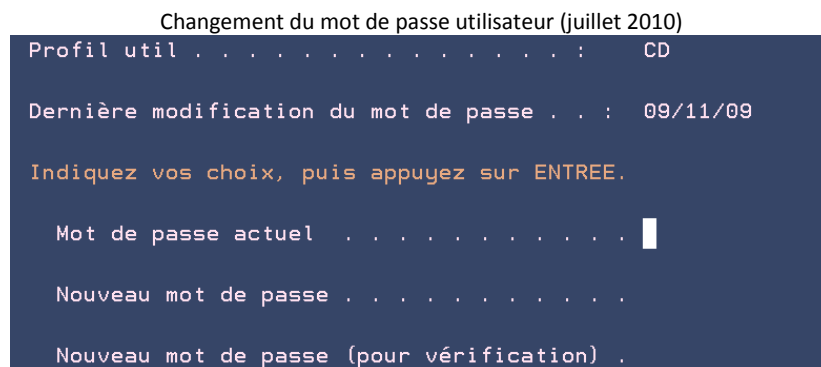 Changement du mot de passe utilisateur (juillet 2010)
Profil util . . . . . . . . . . . . . . . : CD
Dernière modification du mot de passe . . : 09/11/09
Indiquez vos choix, puis appuyez sur ENTREE.
Mot de passe actuel . . . . . . . . . . .
Nouveau mot de passe . . . . . . . . . . .
Nouveau mot de passe (pour vérification) .